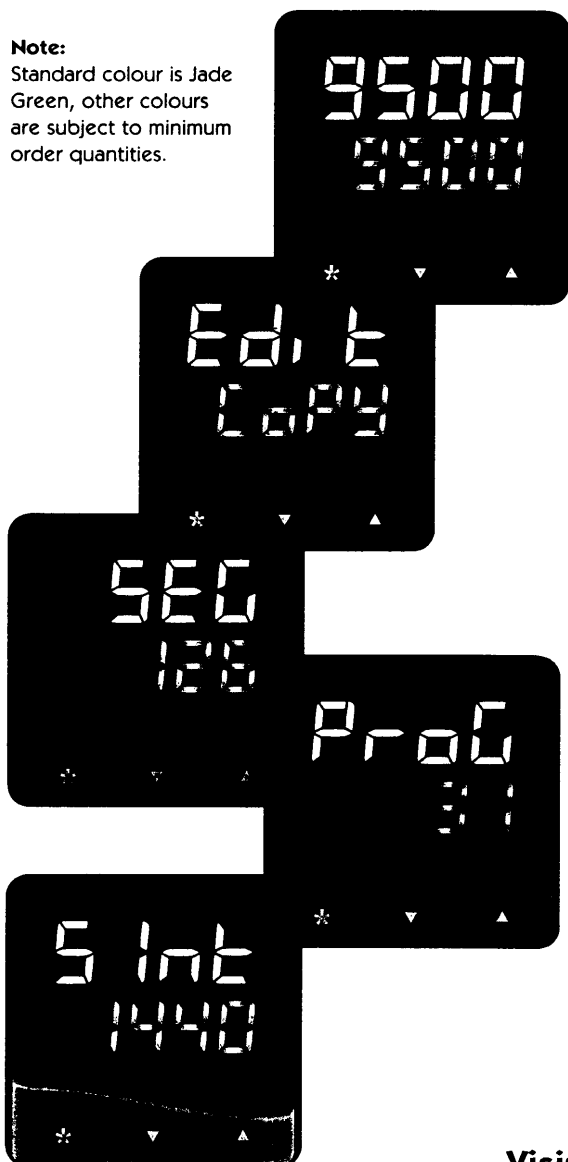 Note:
Standard colour is Jade
Green, other colours
are subject to minimum
order quantities.
9500
9500
Edit
CoPY
SEG
126
ProG
31
S Int
1440